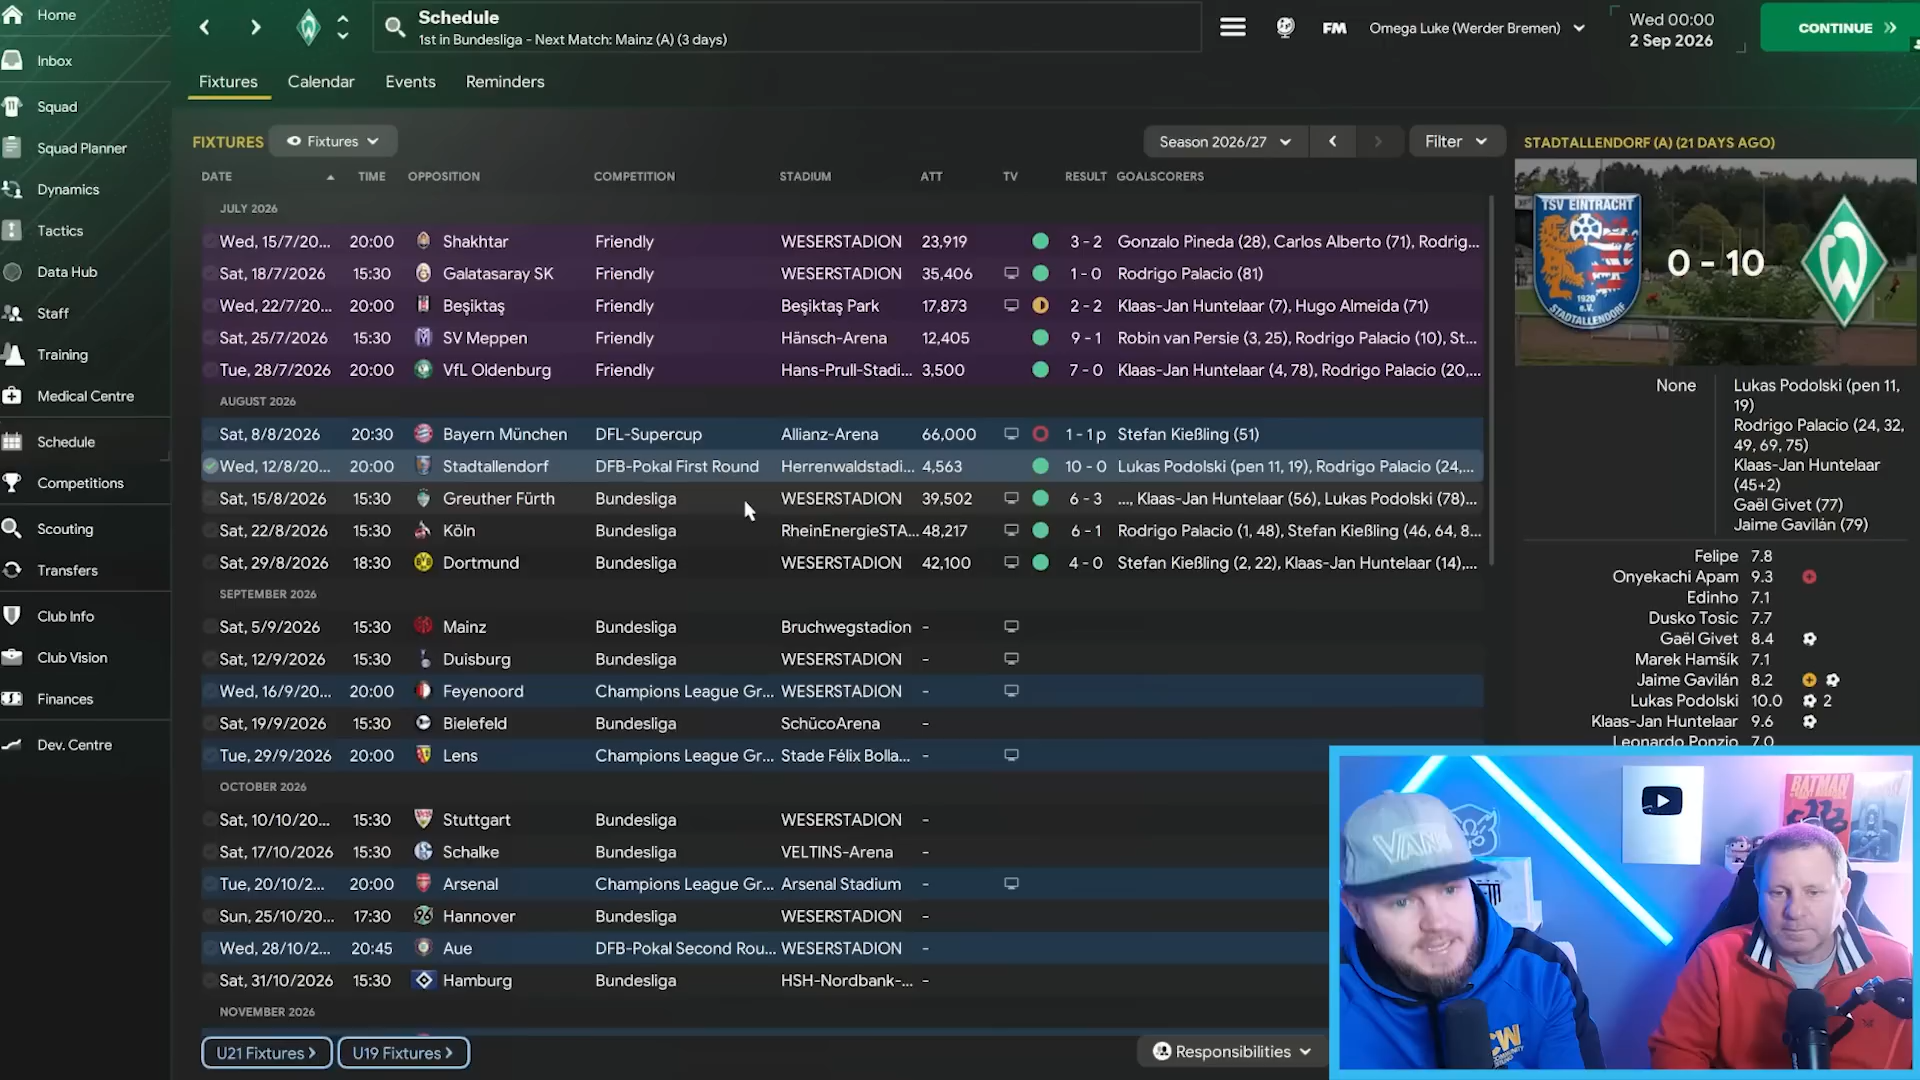 Home
Inbox
Squad
Squad Planner
Dynamics
Tactics
Data Hub
Staff
Training
Medical Centre
Schedule
Competitions
Scouting
Transfers
Club Info
Club Vision
Finances
Dev. Centre
Schedule
1st in Bundesliga - Next Match: Mainz (A) (3 days)
FM
Omega Luke (Werder Bremen)
Wed 00:00
2 Sep 2026
CONTINUE
Fixtures Calendar Events Reminders
FIXTURES Fixtures Season 2026/27 Filter
DATE TIME OPPOSITION COMPETITION STADIUM ATT TV RESULT GOALSCORERS
JULY 2026
Wed, 15/7/20... 20:00 Shakhtar Friendly WESERSTADION 23,919 3 - 2 Gonzalo Pineda (28), Carlos Alberto (71), Rodrig...
Sat, 18/7/2026 15:30 Galatasaray SK Friendly WESERSTADION 35,406 1 - 0 Rodrigo Palacio (81)
Wed, 22/7/20... 20:00 Beşiktaş Friendly Beşiktaş Park 17,873 2 - 2 Klaas-Jan Huntelaar (7), Hugo Almeida (71)
Sat, 25/7/2026 15:30 SV Meppen Friendly Hänsch-Arena 12,405 9 - 1 Robin van Persie (3, 25), Rodrigo Palacio (10), St...
Tue, 28/7/2026 20:00 VfL Oldenburg Friendly Hans-Prull-Stadi... 3,500 7 - 0 Klaas-Jan Huntelaar (4, 78), Rodrigo Palacio (20,...
AUGUST 2026
Sat, 8/8/2026 20:30 Bayern München DFL-Supercup Allianz-Arena 66,000 1 - 1 p Stefan Kießling (51)
Wed, 12/8/20... 20:00 Stadtallendorf DFB-Pokal First Round Herrenwaldstadi... 4,563 10 - 0 Lukas Podolski (pen 11, 19), Rodrigo Palacio (24,...
Sat, 15/8/2026 15:30 Greuther Fürth Bundesliga WESERSTADION 39,502 6 - 3 ..., Klaas-Jan Huntelaar (56), Lukas Podolski (78)...
Sat, 22/8/2026 15:30 Köln Bundesliga RheinEnergieSTA... 48,217 6 - 1 Rodrigo Palacio (1, 48), Stefan Kießling (46, 64, 8...
Sat, 29/8/2026 18:30 Dortmund Bundesliga WESERSTADION 42,100 4 - 0 Stefan Kießling (2, 22), Klaas-Jan Huntelaar (14),...
SEPTEMBER 2026
Sat, 5/9/2026 15:30 Mainz Bundesliga Bruchwegstadion -
Sat, 12/9/2026 15:30 Duisburg Bundesliga WESERSTADION -
Wed, 16/9/20... 20:00 Feyenoord Champions League Gr... WESERSTADION -
Sat, 19/9/2026 15:30 Bielefeld Bundesliga SchücoArena -
Tue, 29/9/2026 20:00 Lens Champions League Gr... Stade Félix Bolla... -
OCTOBER 2026
Sat, 10/10/20... 15:30 Stuttgart Bundesliga WESERSTADION -
Sat, 17/10/2026 15:30 Schalke Bundesliga VELTINS-Arena -
Tue, 20/10/2... 20:00 Arsenal Champions League Gr... Arsenal Stadium -
Sun, 25/10/20... 17:30 Hannover Bundesliga WESERSTADION -
Wed, 28/10/2... 20:45 Aue DFB-Pokal Second Rou... WESERSTADION -
Sat, 31/10/2026 15:30 Hamburg Bundesliga HSH-Nordbank-... -
NOVEMBER 2026
U21 Fixtures U19 Fixtures Responsibilities
STADTALLENDORF (A) (21 DAYS AGO)
TSV EINTRACHT
1920
e.V.
STADTALLENDORF
0 - 10
None
Lukas Podolski (pen 11,
19)
Rodrigo Palacio (24, 32,
49, 69, 75)
Klaas-Jan Huntelaar
(45+2)
Gaël Givet (77)
Jaime Gavilán (79)
Felipe 7.8
Onyekachi Apam 9.3
Edinho 7.1
Dusko Tosic 7.7
Gaël Givet 8.4
Marek Hamšík 7.1
Jaime Gavilán 8.2
Lukas Podolski 10.0 2
Klaas-Jan Huntelaar 9.6
Leonardo Ponzio 7.0
BATMAN
VANS
CW